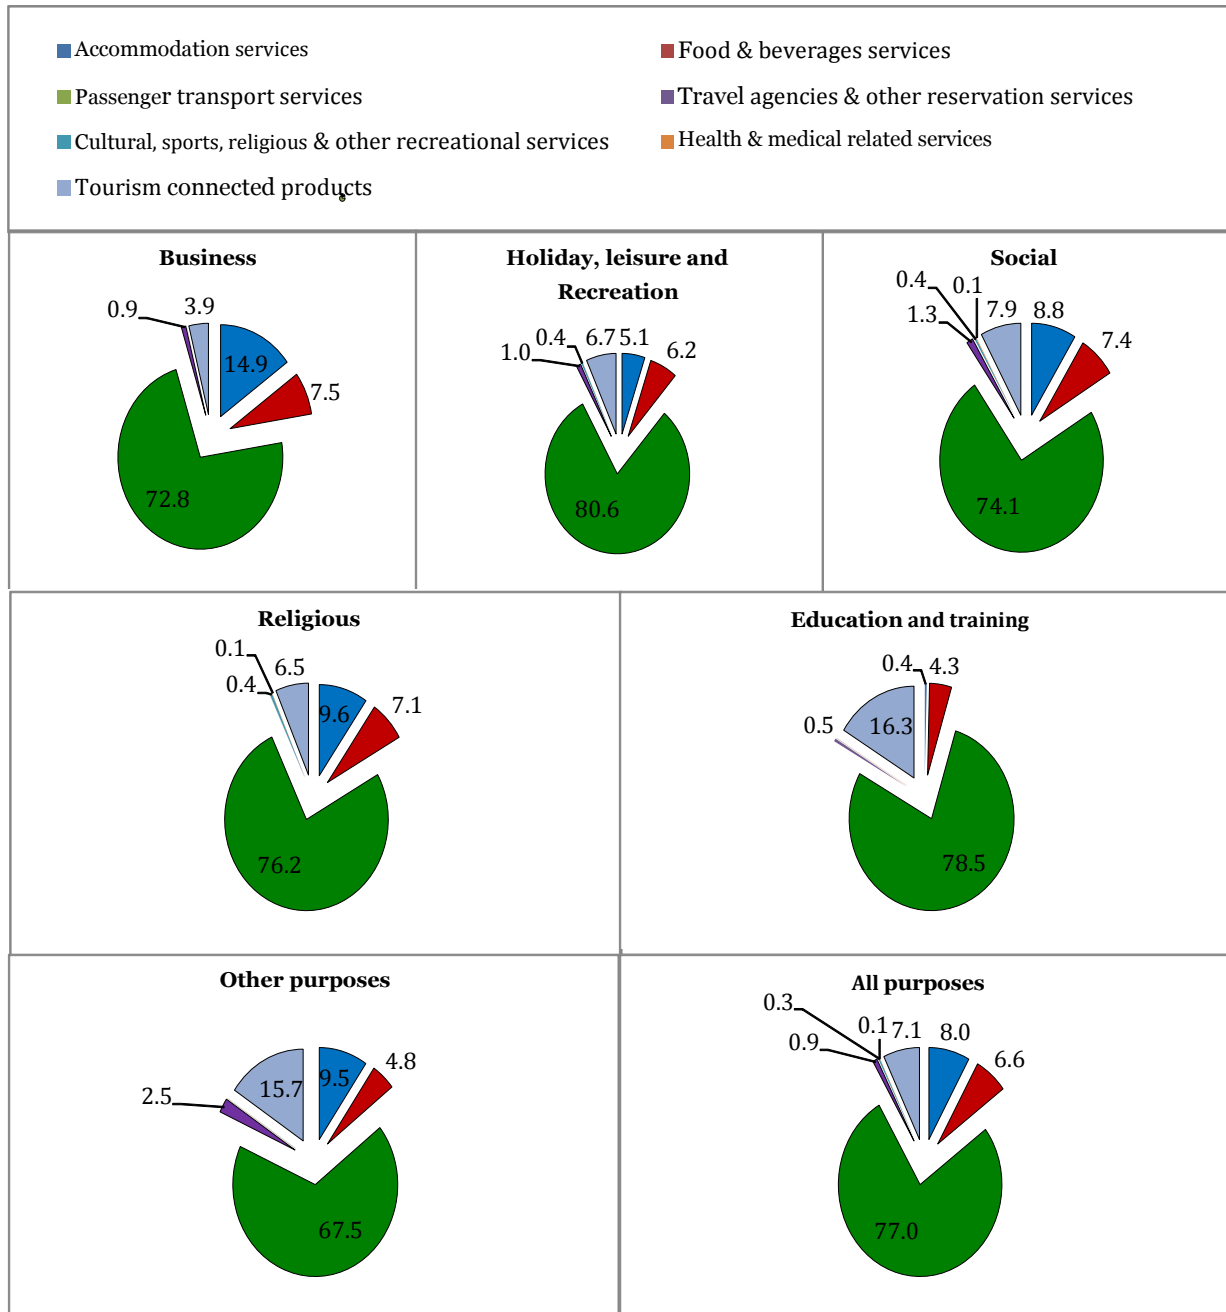 Accommodation services
Food & beverages services
Passenger transport services
Travel agencies & other reservation services
Cultural, sports, religious & other recreational services
Health & medical related services
Tourism connected products
Business
0.9
3.9
14.9
7.5
72.8
Holiday, leisure and
Recreation
1.0
0.4
6.7
5.1
6.2
80.6
Social
0.4
0.1
1.3
7.9
8.8
7.4
74.1
Religious
0.1
0.4
6.5
9.6
7.1
76.2
Education and training
0.4
4.3
0.5
16.3
78.5
Other purposes
2.5
15.7
9.5
4.8
67.5
All purposes
0.3
0.1
0.9
7.1
8.0
6.6
77.0